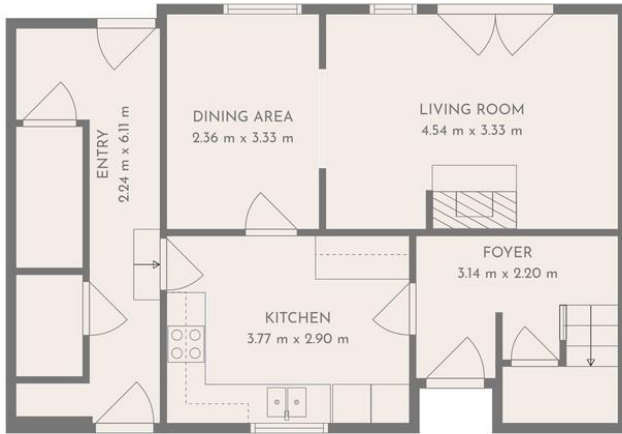 ENTRY
2.24 m x 6.11 m
DINING AREA
2.36 m x 3.33 m
LIVING ROOM
4.54 m x 3.33 m
KITCHEN
3.77 m x 2.90 m
FOYER
3.14 m x 2.20 m